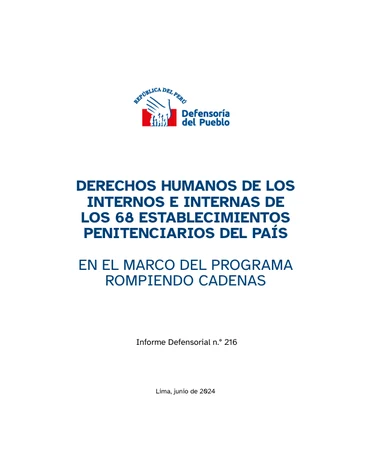 REPÚBLICA DEL PERÚ
Defensoría
del Pueblo
DERECHOS HUMANOS DE LOS
INTERNOS E INTERNAS DE
LOS 68 ESTABLECIMIENTOS
PENITENCIARIOS DEL PAÍS
EN EL MARCO DEL PROGRAMA
ROMPIENDO CADENAS
Informe Defensorial n.° 216
Lima, junio de 2024